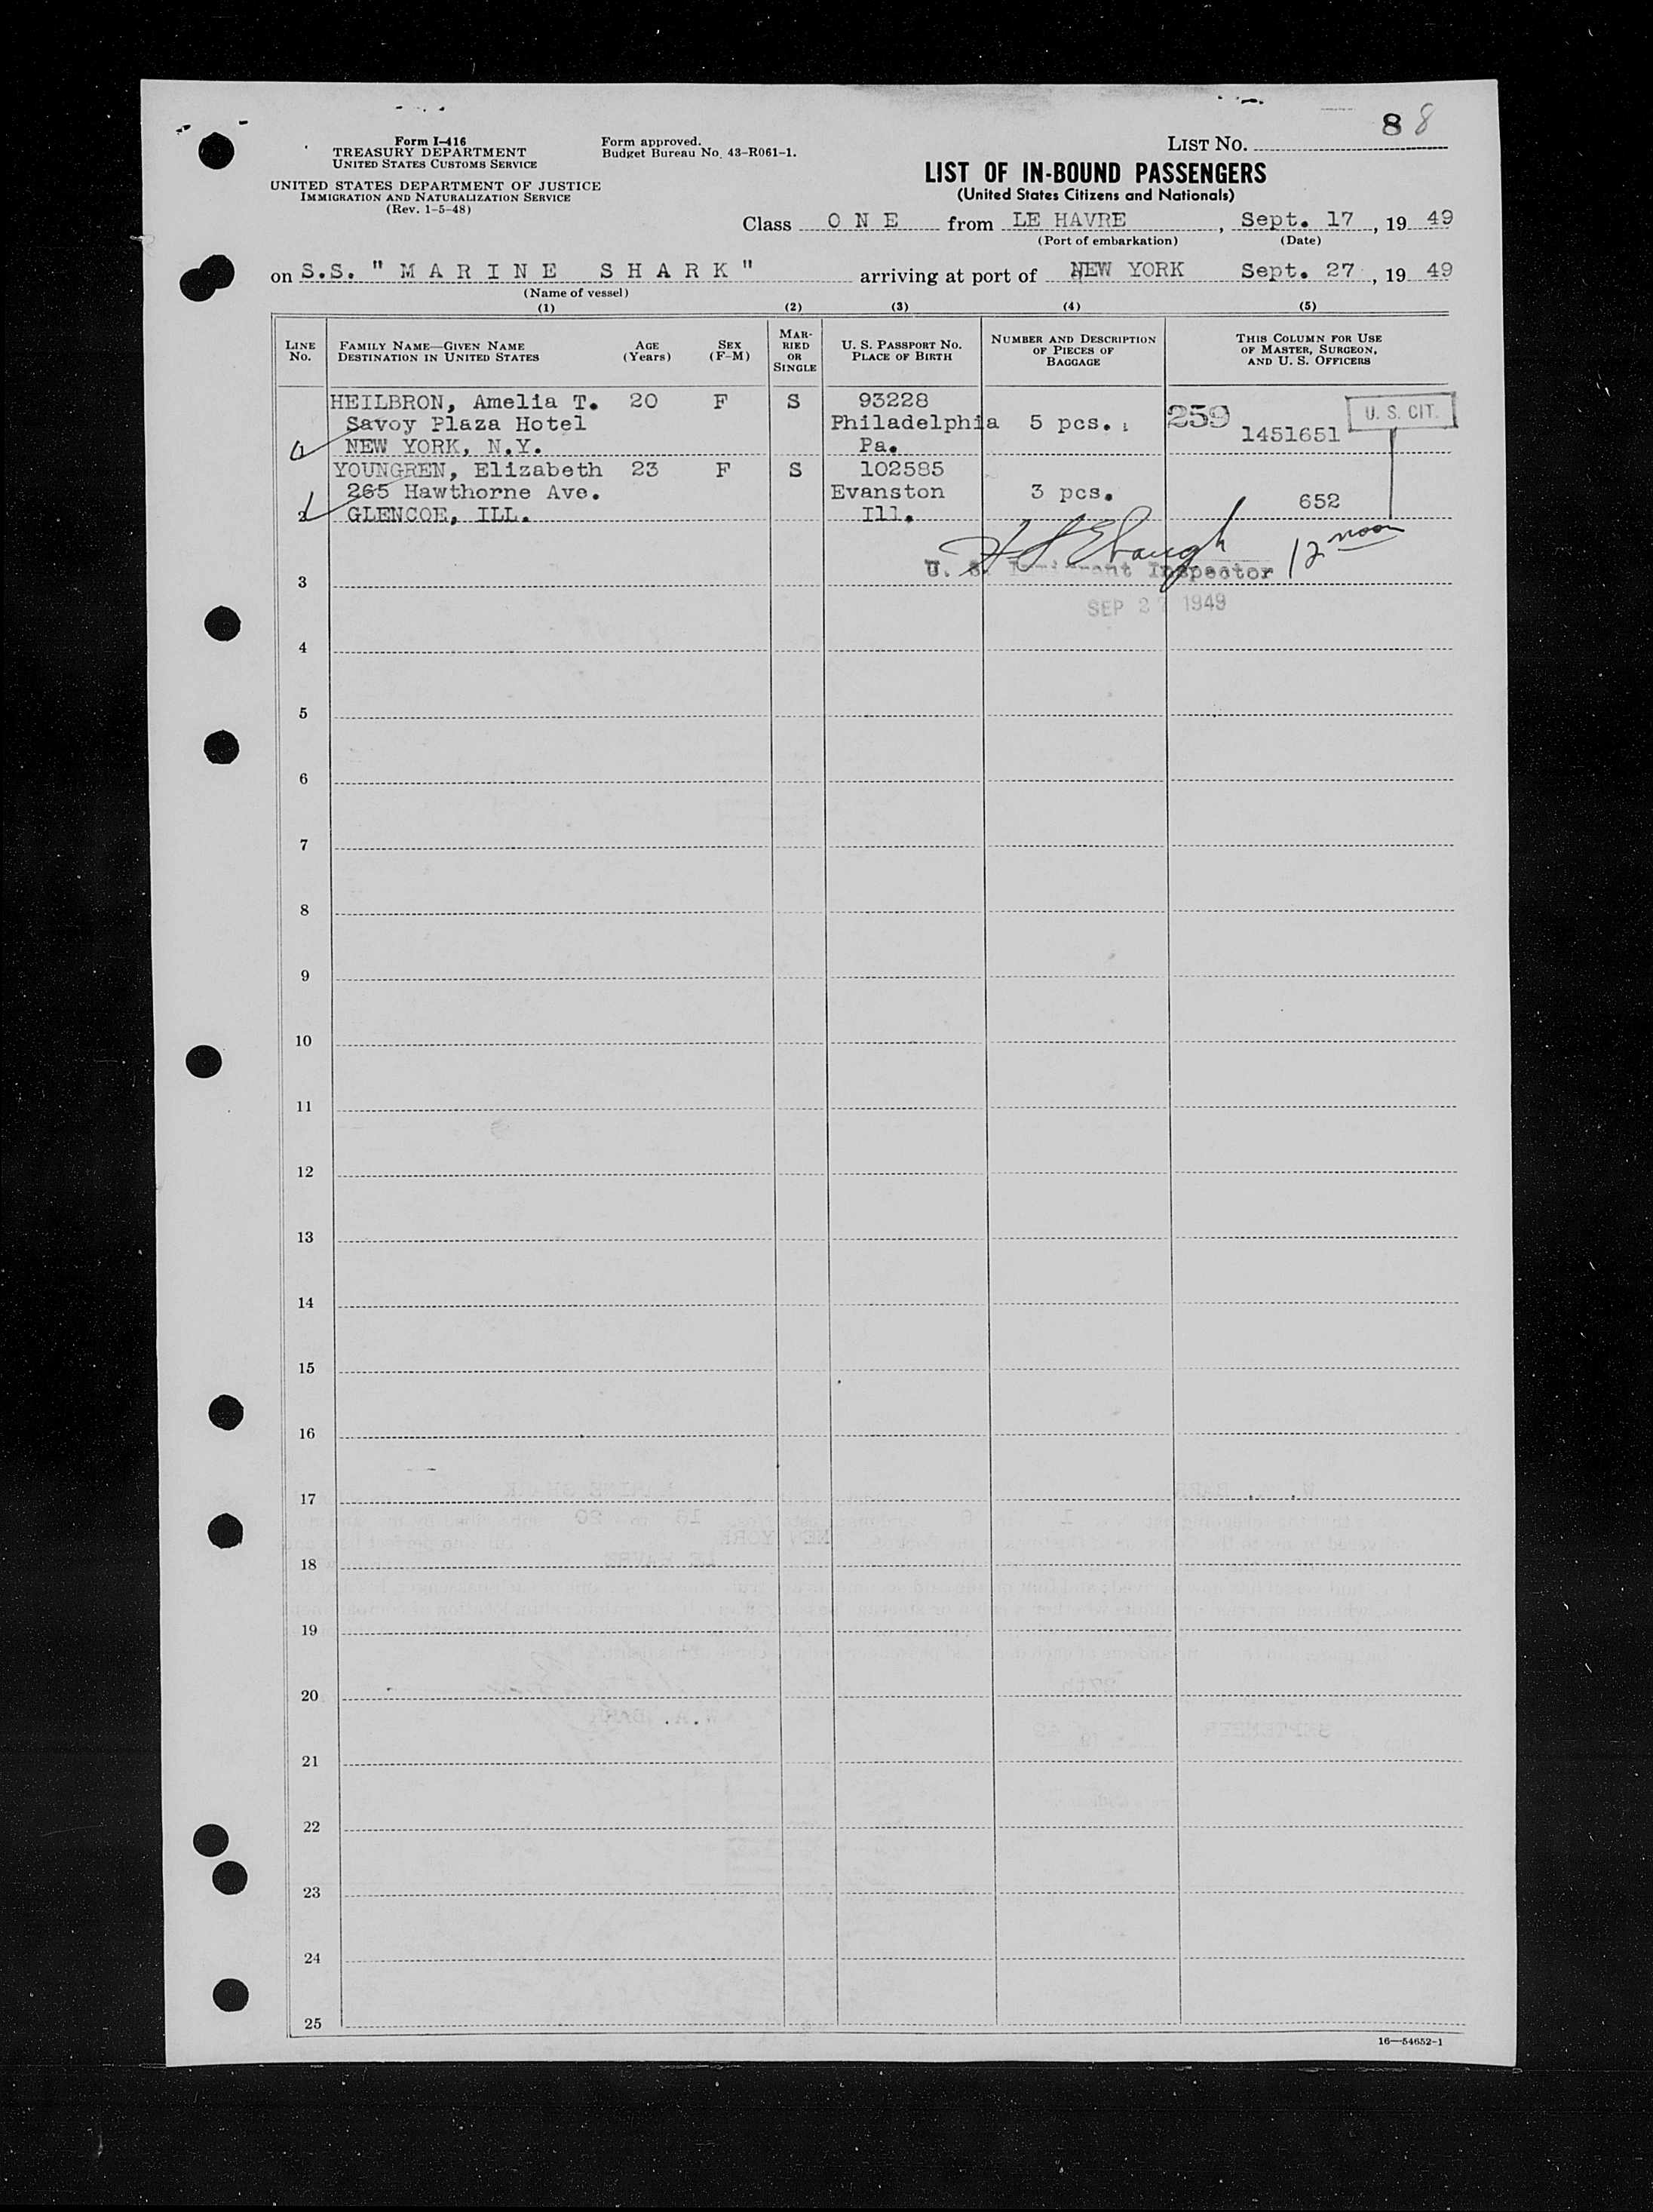 88
Form I-416
TREASURY DEPARTMENT
UNITED STATES CUSTOMS SERVICE
UNITED STATES DEPARTMENT OF JUSTICE
IMMIGRATION AND NATURALIZATION SERVICE
(Rev. 1-5-48)
Form approved.
Budget Bureau No. 43-R061-1.
LIST No.
LIST OF IN-BOUND PASSENGERS
(United States Citizens and Nationals)
Class O N E from LE HAVRE, Sept. 17, 19 49
(Port of embarkation) (Date)
on S.S. "M A R I N E S H A R K" arriving at port of NEW YORK Sept. 27, 19 49
(Name of vessel)
(1) (2) (3) (4) (5)
LINE No.
FAMILY NAME—GIVEN NAME
DESTINATION IN UNITED STATES
AGE (Years)
SEX (F-M)
MARRIED OR SINGLE
U. S. PASSPORT NO.
PLACE OF BIRTH
NUMBER AND DESCRIPTION OF PIECES OF BAGGAGE
THIS COLUMN FOR USE OF MASTER, SURGEON, AND U. S. OFFICERS
HEILBRON, Amelia T. 20 F S 93228
Savoy Plaza Hotel Philadelphia 5 pcs. 259 1451651 U. S. CIT.
NEW YORK, N.Y. Pa.
YOUNGREN, Elizabeth 23 F S 102585
265 Hawthorne Ave. Evanston 3 pcs. 652
2 GLENCOE, ILL. Ill.
12 noon
U. S. Immigrant Inspector
3
SEP 27 1949
4
5
6
7
8
9
10
11
12
13
14
15
16
17
18
19
20
21
22
23
24
25
16—54652-1